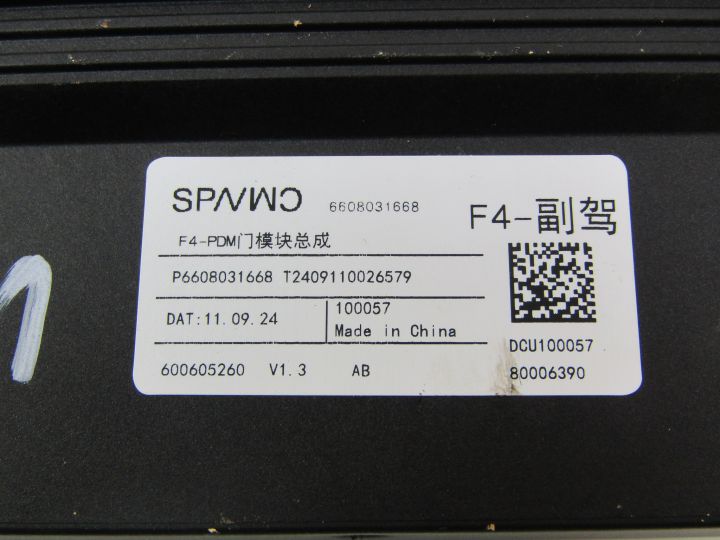 SPΛVVIO 6608031668
F4-副驾
F4-PDM门模块总成
P6608031668 T2409110026579
DAT:11.09.24
100057
Made in China
DCU100057
600605260 V1.3 AB
80006390